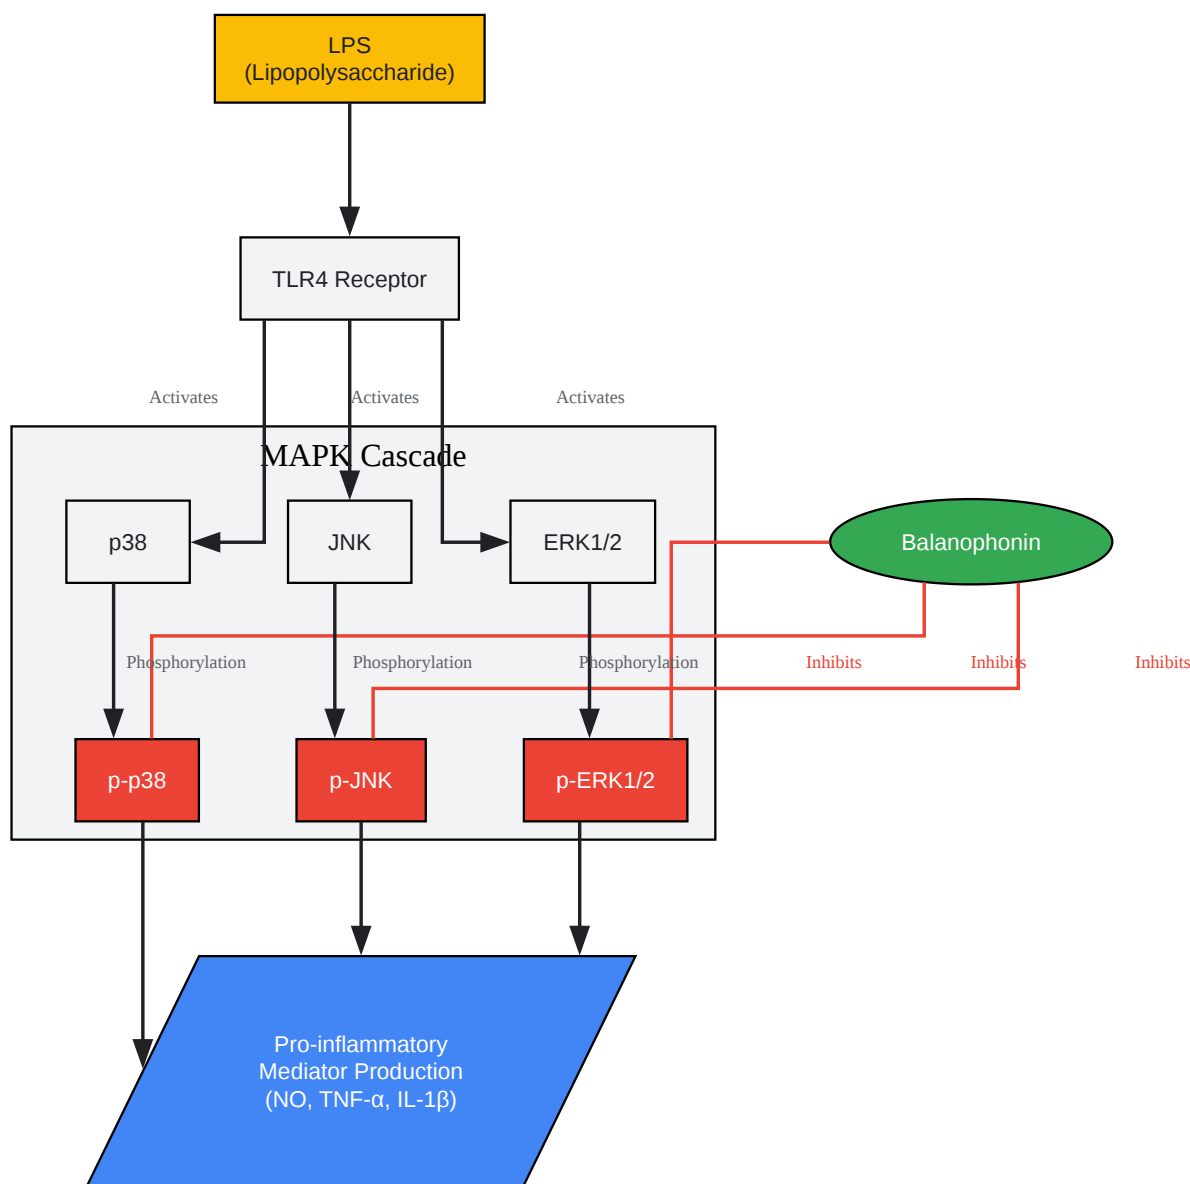 LPS
(Lipopolysaccharide)
TLR4 Receptor
Activates
Activates
Activates
MAPK Cascade
p38
JNK
ERK1/2
Balanophonin
Phosphorylation
Phosphorylation
Phosphorylation
Inhibits
Inhibits
Inhibits
p-p38
p-JNK
p-ERK1/2
Pro-inflammatory
Mediator Production
(NO, TNF-α, IL-1β)